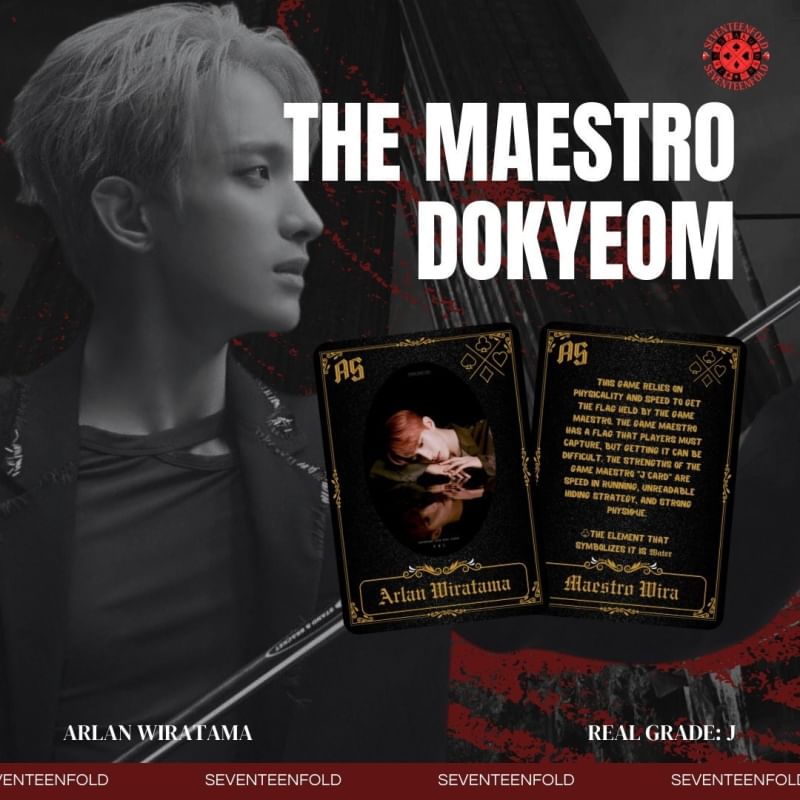 SEVENTEENFOLD
SEVENTEENFOLD
THE MAESTRO
DOKYEOM
AS
Arlan Wiratama
AS
THIS GAME RELIES ON
PHYSICALITY AND SPEED TO GET
THE FLAG HELD BY THE GAME
MAESTRO. THE GAME MAESTRO
HAS A FLAG THAT PLAYERS MUST
CAPTURE, BUT GETTING IT CAN BE
DIFFICULT. THE STRENGTHS OF THE
GAME MAESTRO "J CARD" ARE
SPEED IN RUNNING, UNREADABLE
HIDING STRATEGY, AND STRONG
PHYSIQUE.
♧THE ELEMENT THAT
SYMBOLIZES IT IS Water
Maestro Wira
STAND & BRACKET
ARLAN WIRATAMA
REAL GRADE: J
VENTEENFOLD SEVENTEENFOLD SEVENTEENFOLD SEVENTEENFOLD